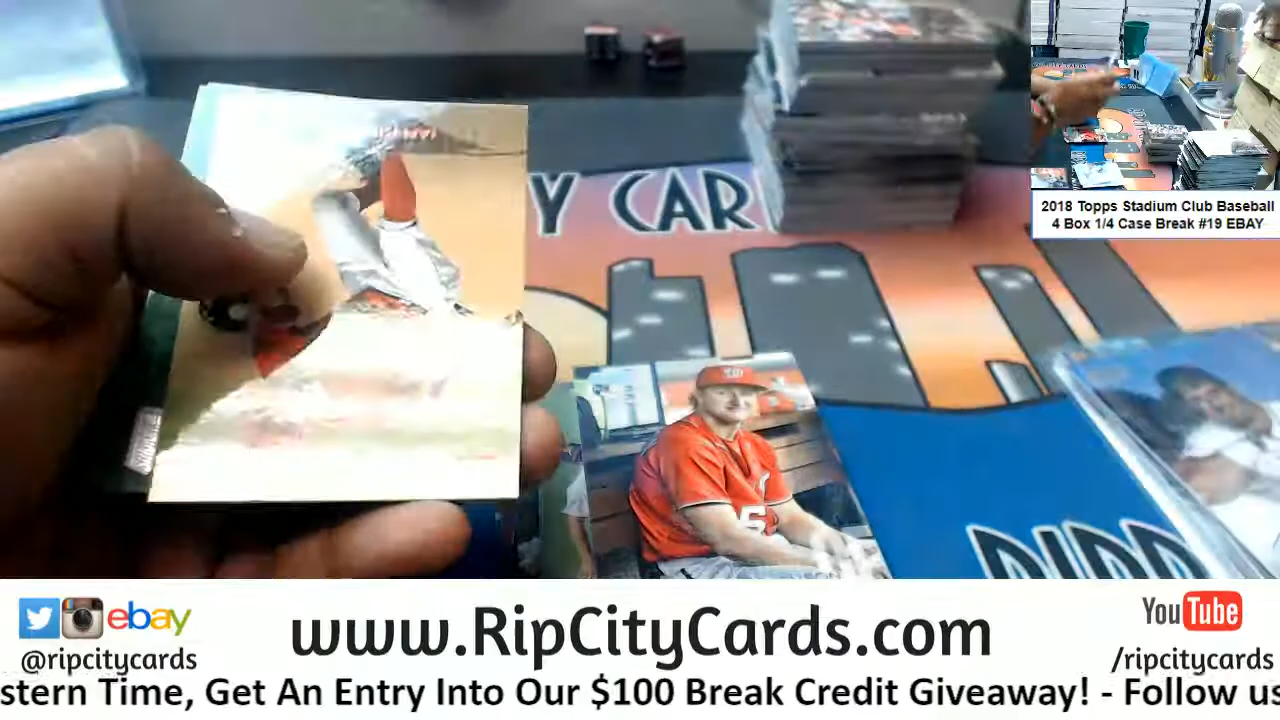 Y CAR
2018 Topps Stadium Club Baseball
4 Box 1/4 Case Break #19 EBAY
W
5
ebay
@ripcitycards
www.RipCityCards.com
YouTube
/ripcitycards
stern Time, Get An Entry Into Our $100 Break Credit Giveaway! - Follow us